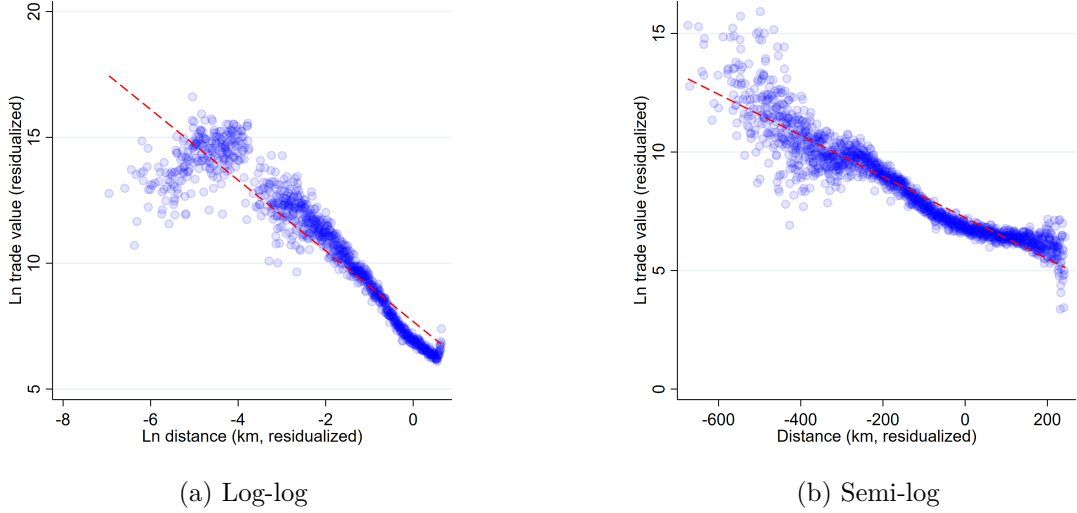 20
15
10
5
Ln trade value (residualized)
-8 -6 -4 -2 0
Ln distance (km, residualized)
(a) Log-log
15
10
5
0
Ln trade value (residualized)
-600 -400 -200 0 200
Distance (km, residualized)
(b) Semi-log